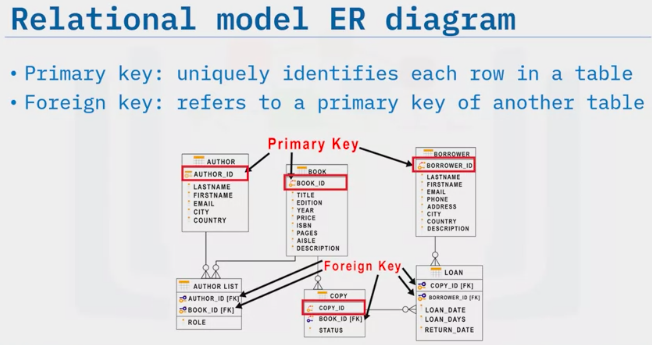 Relational model ER diagram
• Primary key: uniquely identifies each row in a table
• Foreign key: refers to a primary key of another table
Primary Key
AUTHOR
AUTHOR_ID
LASTNAME
FIRSTNAME
EMAIL
CITY
COUNTRY
BOOK
BOOK_ID
TITLE
EDITION
YEAR
PRICE
ISBN
PAGES
AISLE
DESCRIPTION
BORROWER
BORROWER_ID
LASTNAME
FIRSTNAME
EMAIL
PHONE
ADDRESS
CITY
COUNTRY
DESCRIPTION
Foreign Key
AUTHOR LIST
AUTHOR_ID [FK]
BOOK_ID [FK]
ROLE
COPY
COPY_ID
BOOK_ID [FK]
STATUS
LOAN
COPY_ID [FK]
BORROWER_ID [FK]
LOAN_DATE
LOAN_DAYS
RETURN_DATE